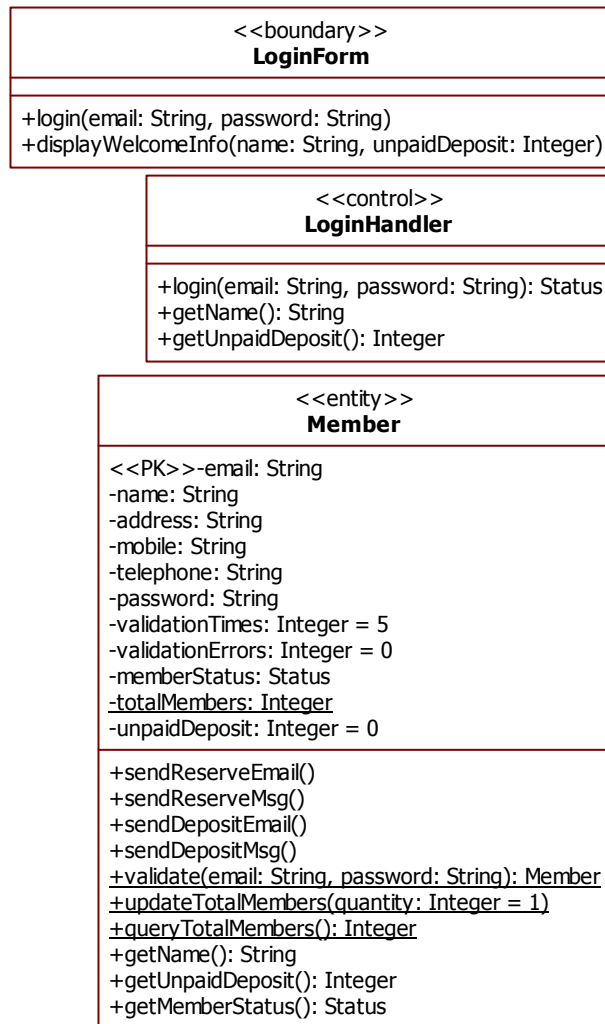 <<boundary>>
LoginForm
+login(email: String, password: String)
+displayWelcomeInfo(name: String, unpaidDeposit: Integer)
<<control>>
LoginHandler
+login(email: String, password: String): Status
+getName(): String
+getUnpaidDeposit(): Integer
<<entity>>
Member
<<PK>>-email: String
-name: String
-address: String
-mobile: String
-telephone: String
-password: String
-validationTimes: Integer = 5
-validationErrors: Integer = 0
-memberStatus: Status
-totalMembers: Integer
-unpaidDeposit: Integer = 0
+sendReserveEmail()
+sendReserveMsg()
+sendDepositEmail()
+sendDepositMsg()
+validate(email: String, password: String): Member
+updateTotalMembers(quantity: Integer = 1)
+queryTotalMembers(): Integer
+getName(): String
+getUnpaidDeposit(): Integer
+getMemberStatus(): Status